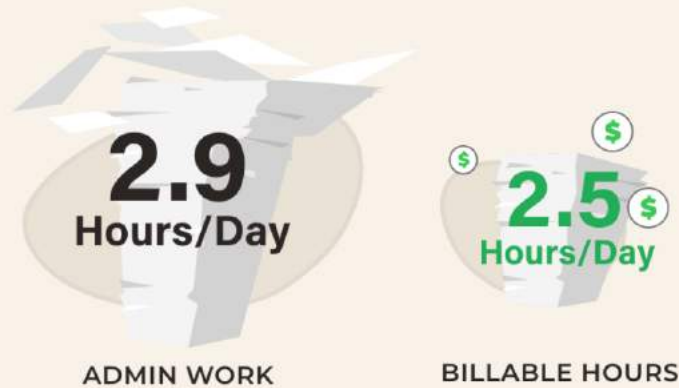 2.9
Hours/Day
ADMIN WORK
$
$
2.5
$
Hours/Day
BILLABLE HOURS